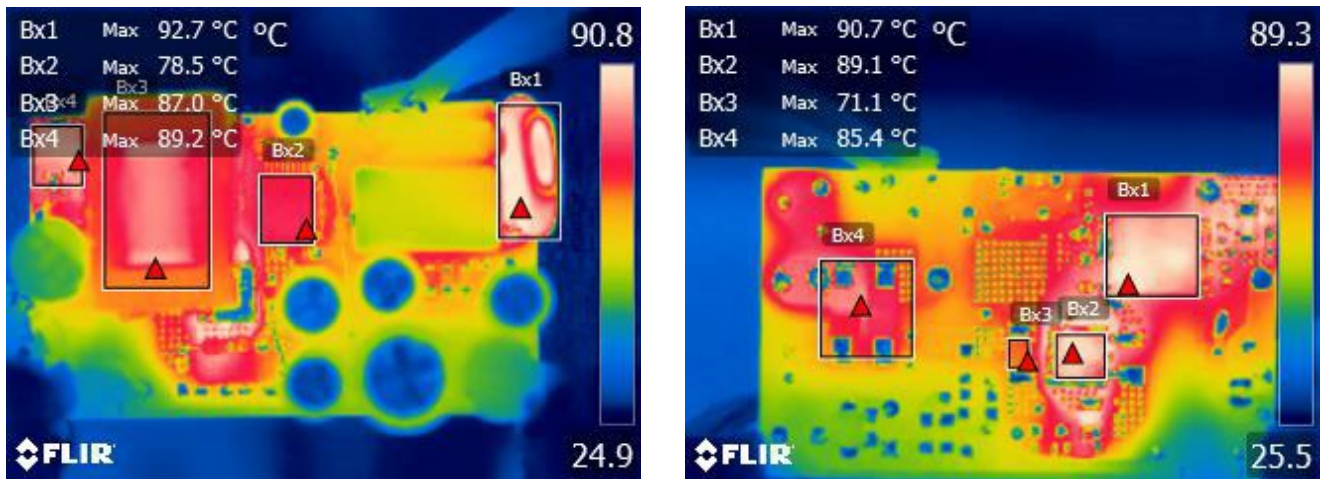 Bx1 Max 92.7 °C °C 90.8
Bx2 Max 78.5 °C
Bx3 Max 87.0 °C
Bx4 Max 89.2 °C
Bx3
Bx4
Bx1
Bx2
FLIR
24.9
Bx1 Max 90.7 °C °C 89.3
Bx2 Max 89.1 °C
Bx3 Max 71.1 °C
Bx4 Max 85.4 °C
Bx1
Bx4
Bx3 Bx2
FLIR
25.5